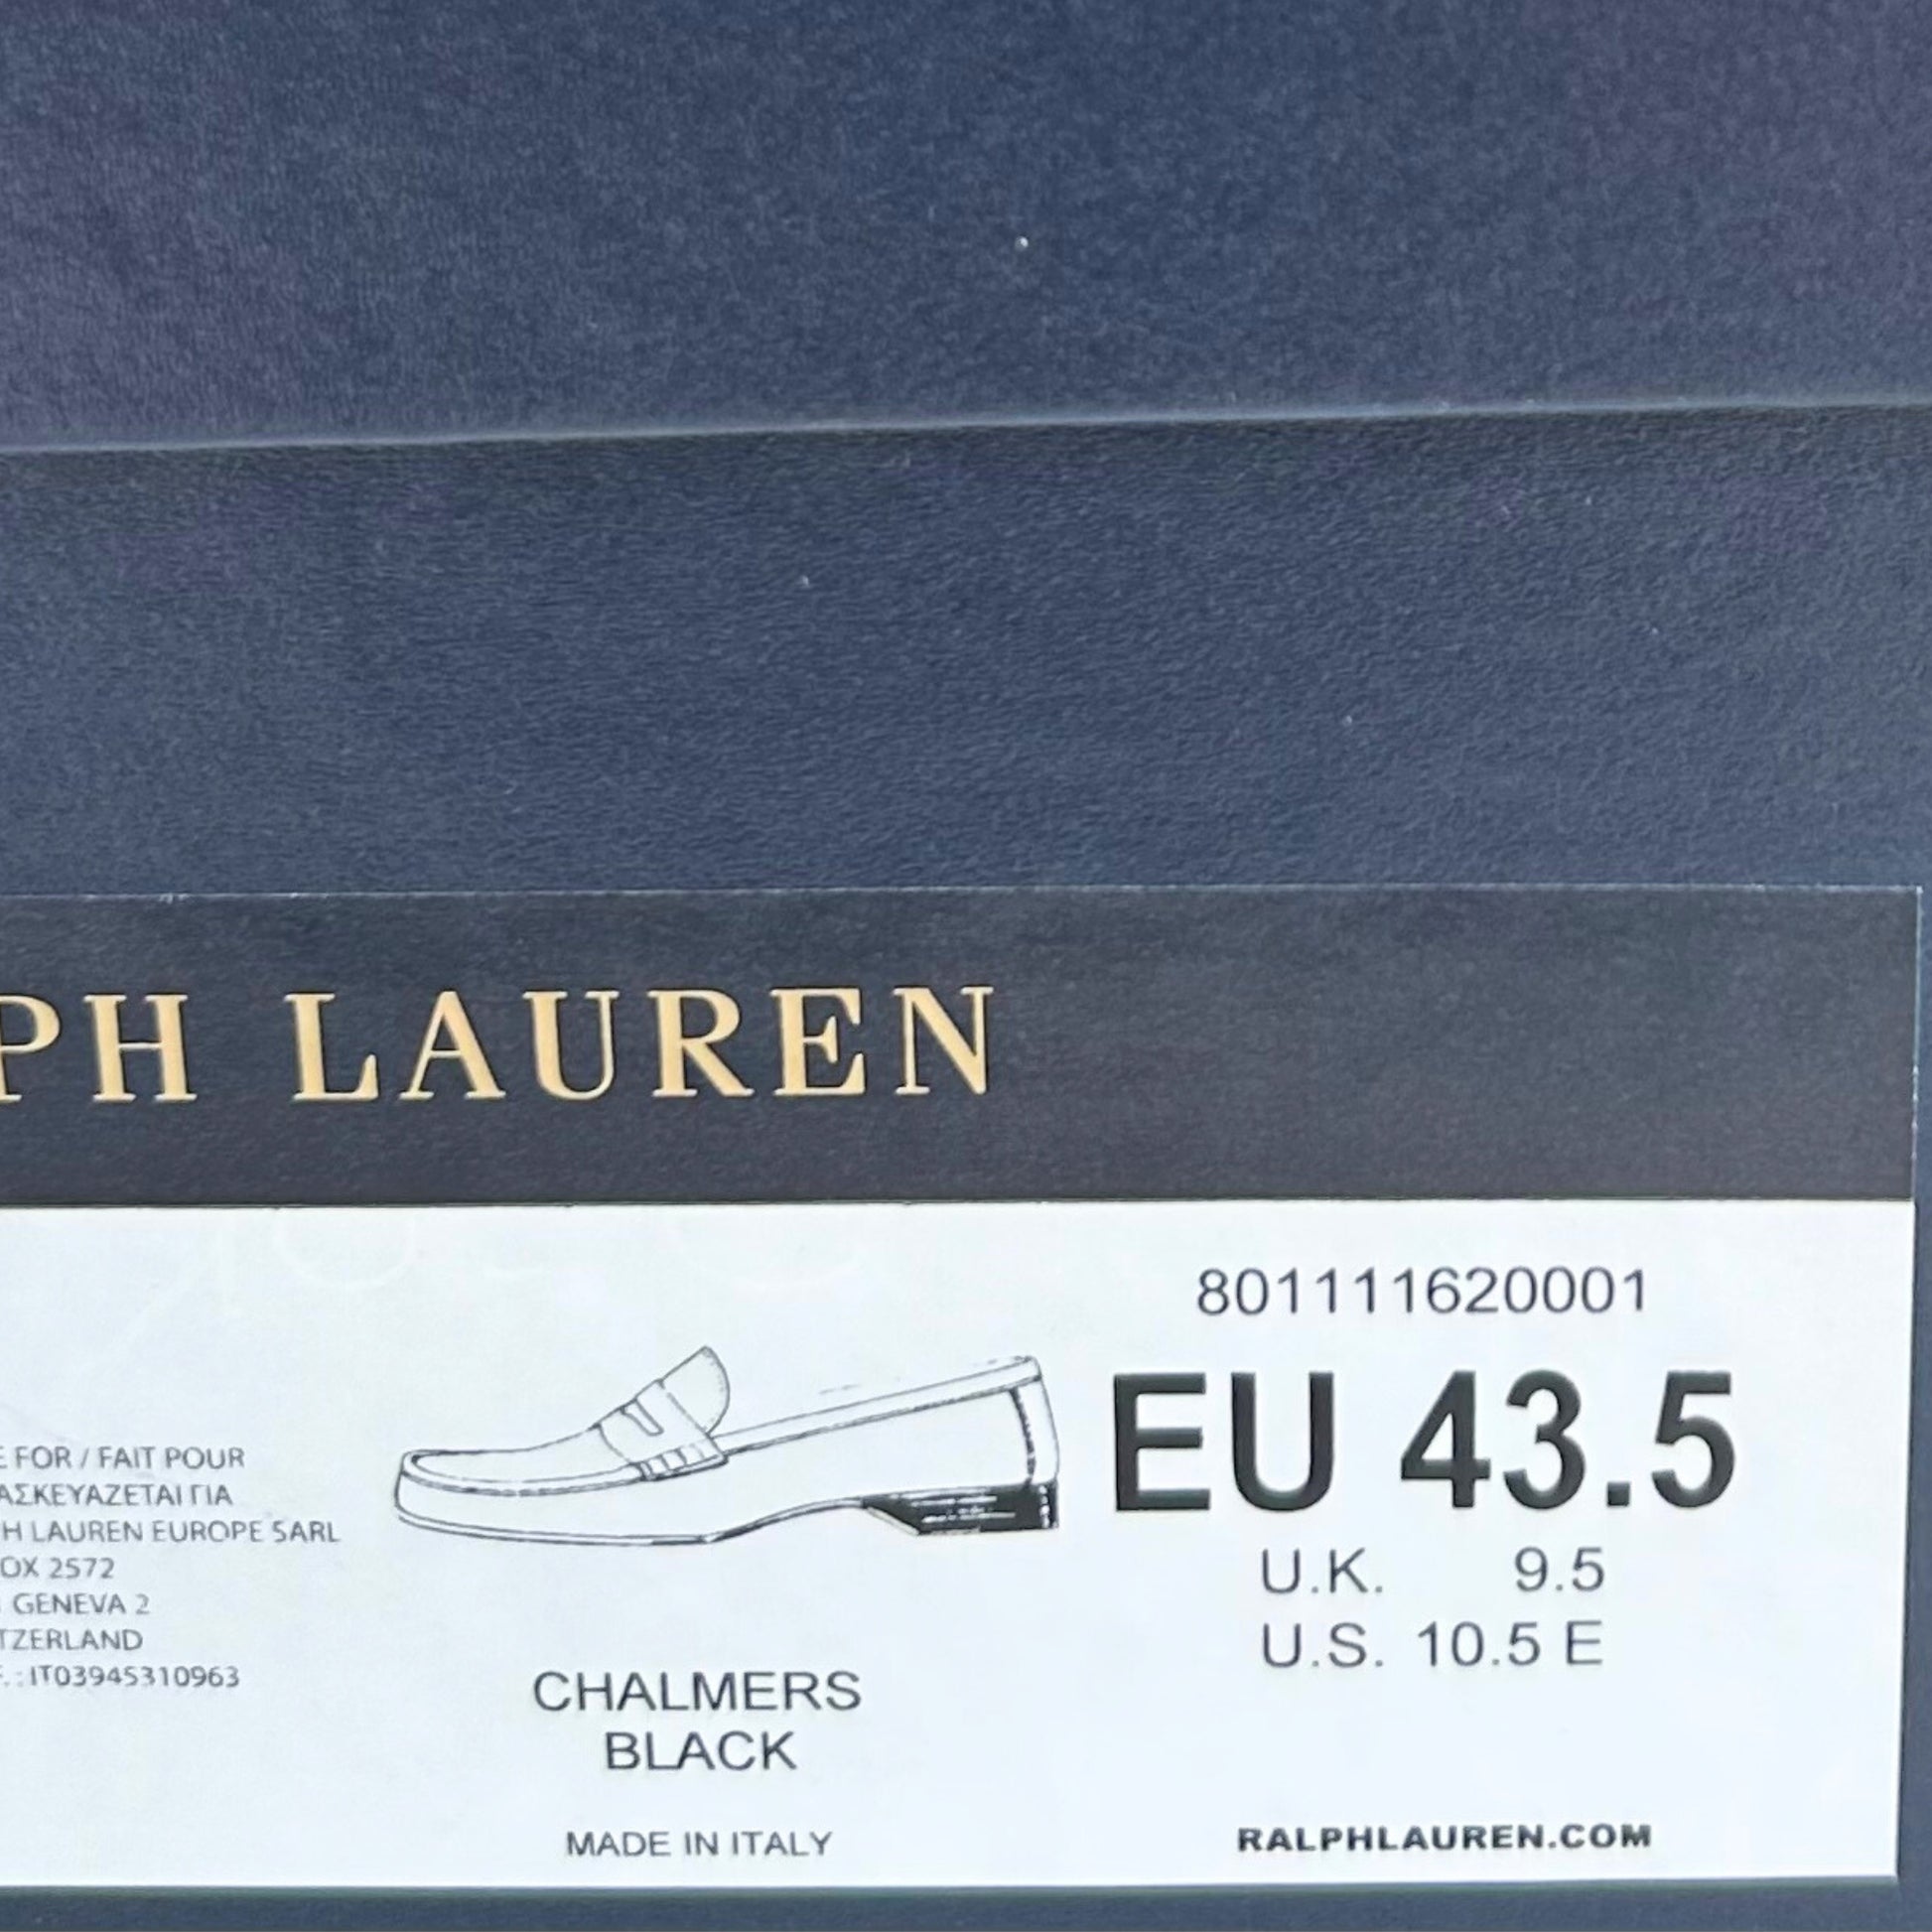 PH LAUREN
801111620001
EU 43.5
U.K. 9.5
U.S. 10.5 E
E FOR / FAIT POUR
ΑΣΚΕΥΑΖΕΤΑΙ ΓΙΑ
H LAUREN EUROPE SARL
OX 2572
GENEVA 2
TZERLAND
F.: IT03945310963
CHALMERS
BLACK
MADE IN ITALY
RALPHLAUREN.COM